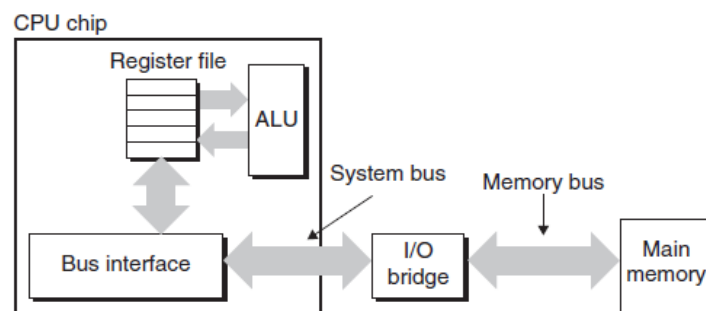 CPU chip
Register file
ALU
System bus
Memory bus
Bus interface
I/O
bridge
Main
memory